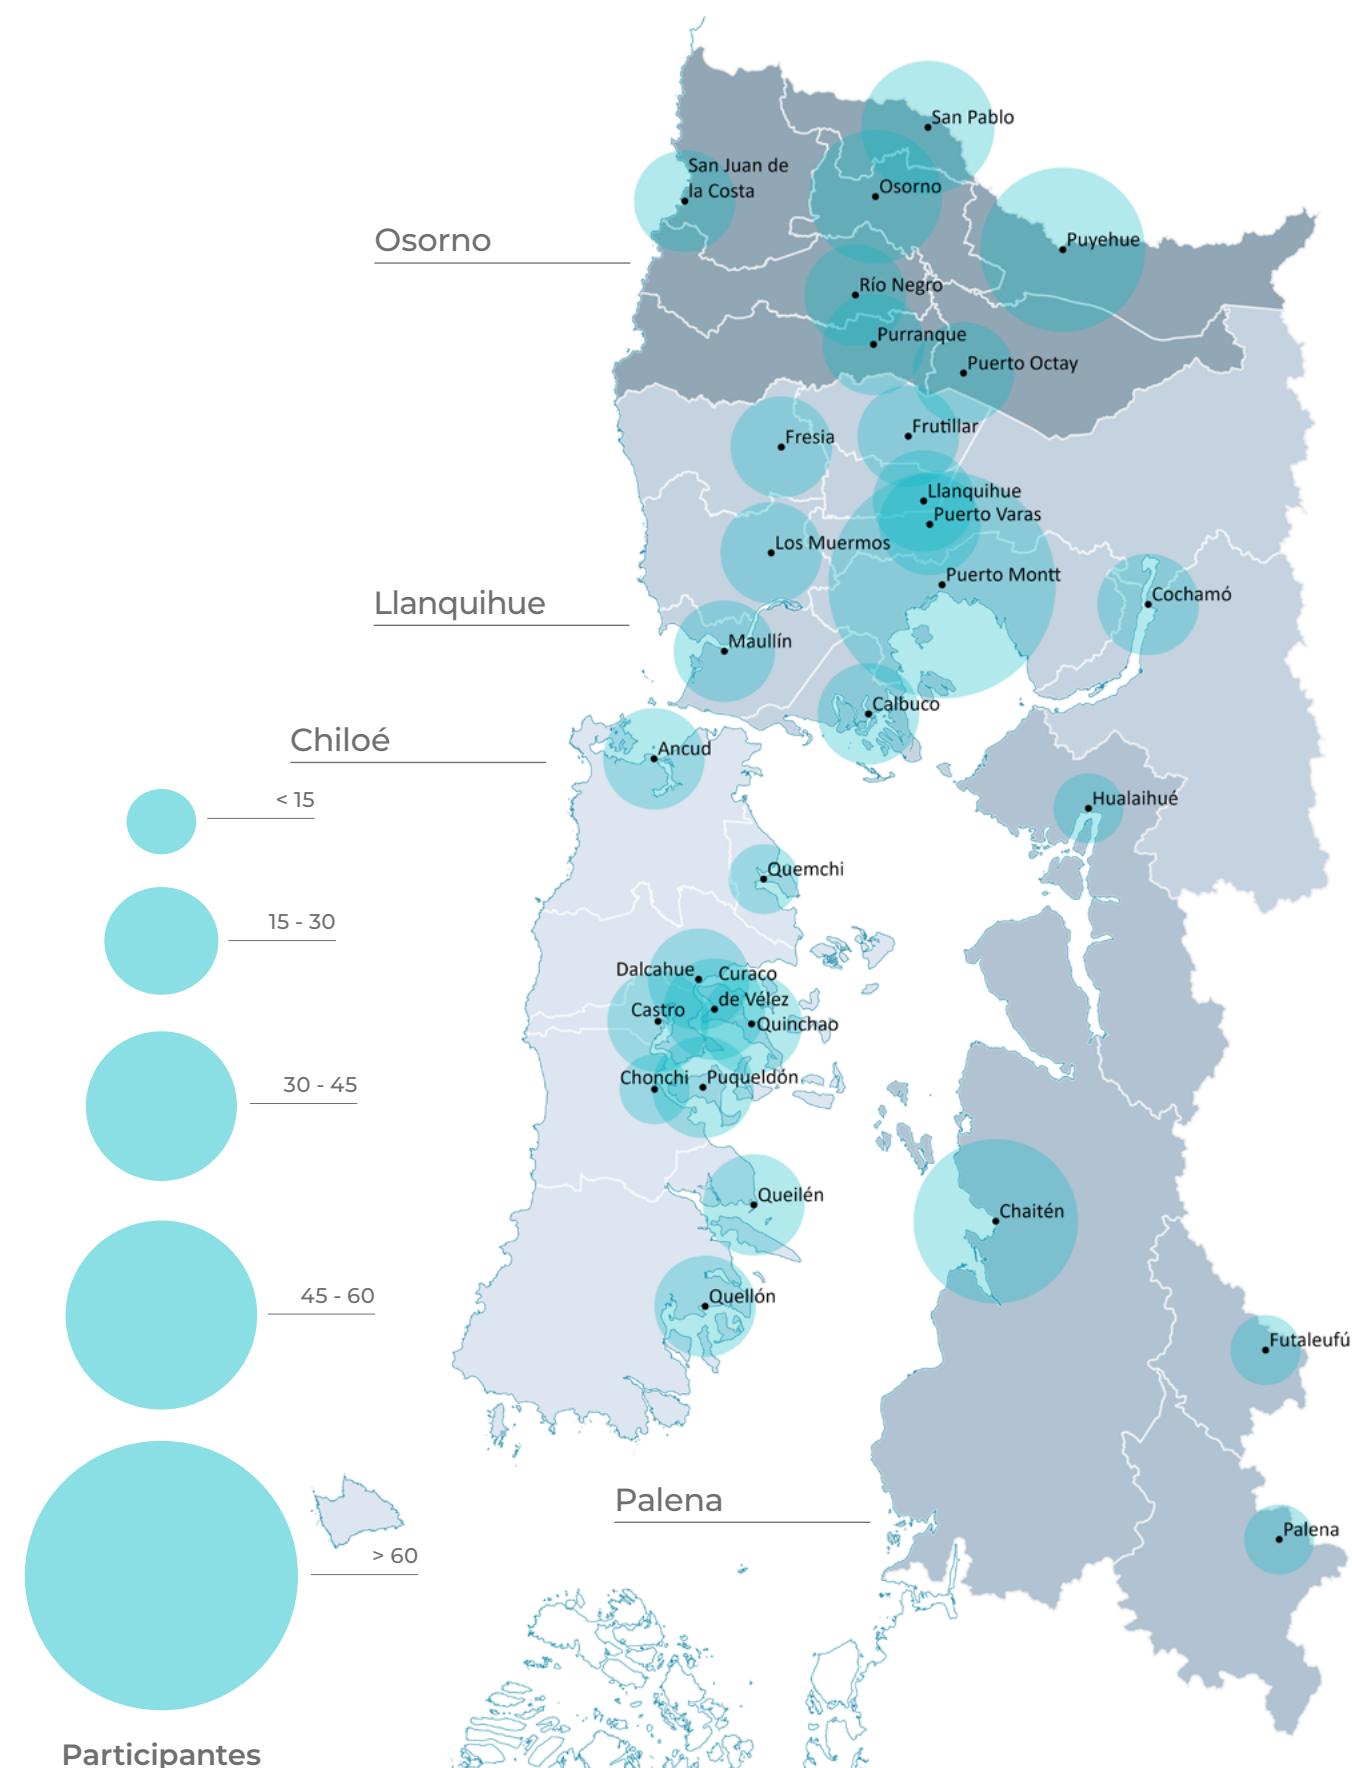 San Pablo
San Juan de
la Costa
Osorno
Osorno
Puyehue
Río Negro
Purranque
Puerto Octay
Frutillar
Fresia
Llanquihue
Puerto Varas
Los Muermos
Puerto Montt
Cochamó
Llanquihue
Maullín
Calbuco
Chiloé
Ancud
Hualaihué
< 15
Quemchi
15 - 30
Dalcahue
Curaco
de Vélez
Castro
Quinchao
Chonchi
Puqueldón
30 - 45
Queilén
Chaitén
45 - 60
Quellón
Futaleufú
Palena
Palena
> 60
Participantes